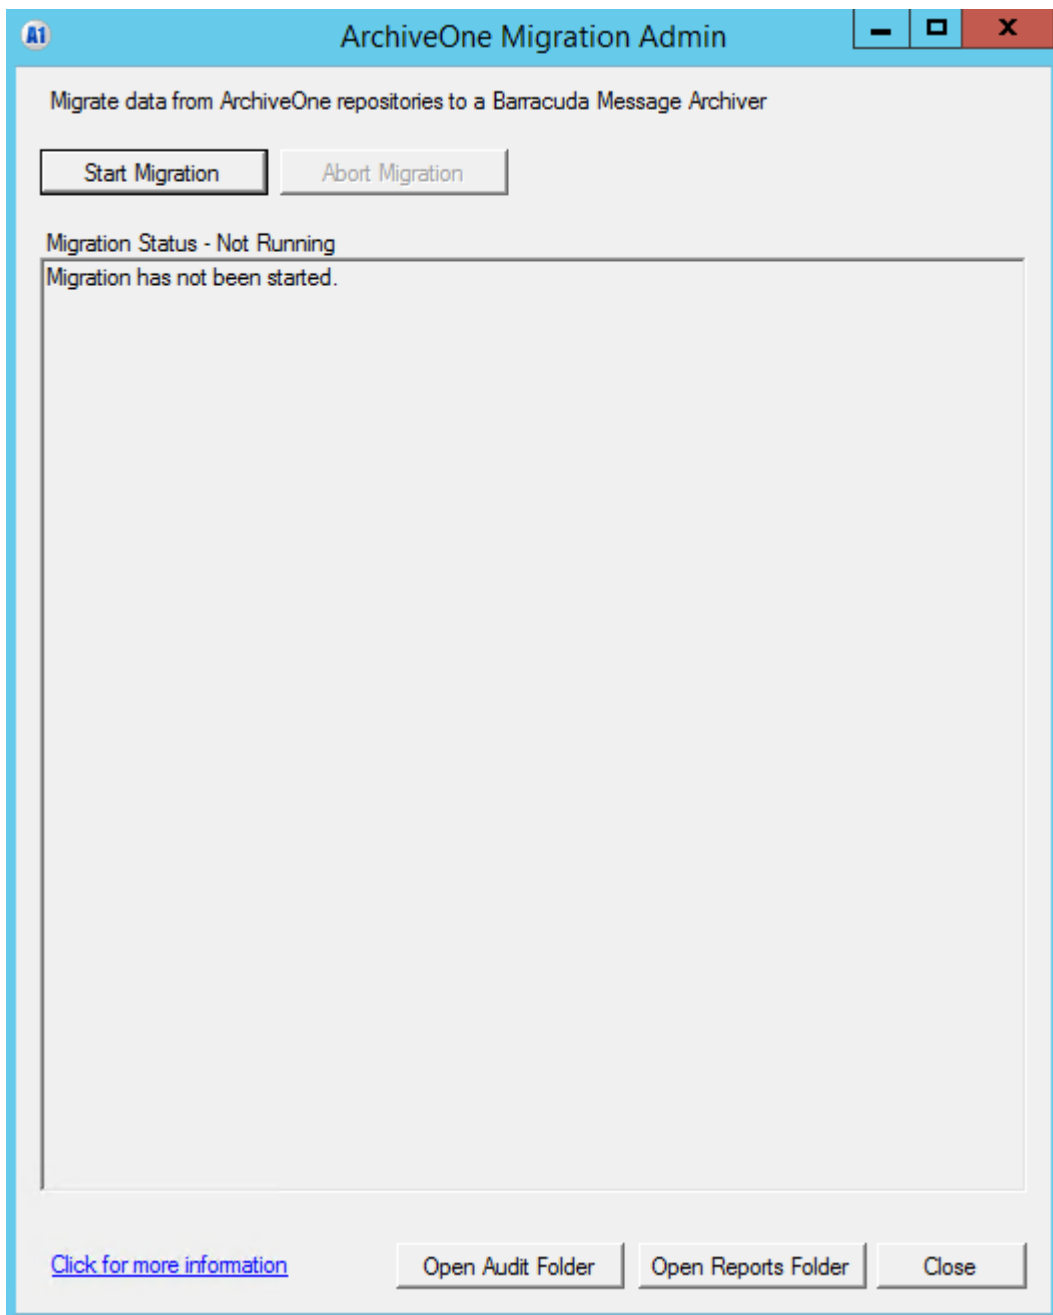 A1
ArchiveOne Migration Admin
Migrate data from ArchiveOne repositories to a Barracuda Message Archiver
Start Migration
Abort Migration
Migration Status - Not Running
Migration has not been started.
Click for more information
Open Audit Folder
Open Reports Folder
Close